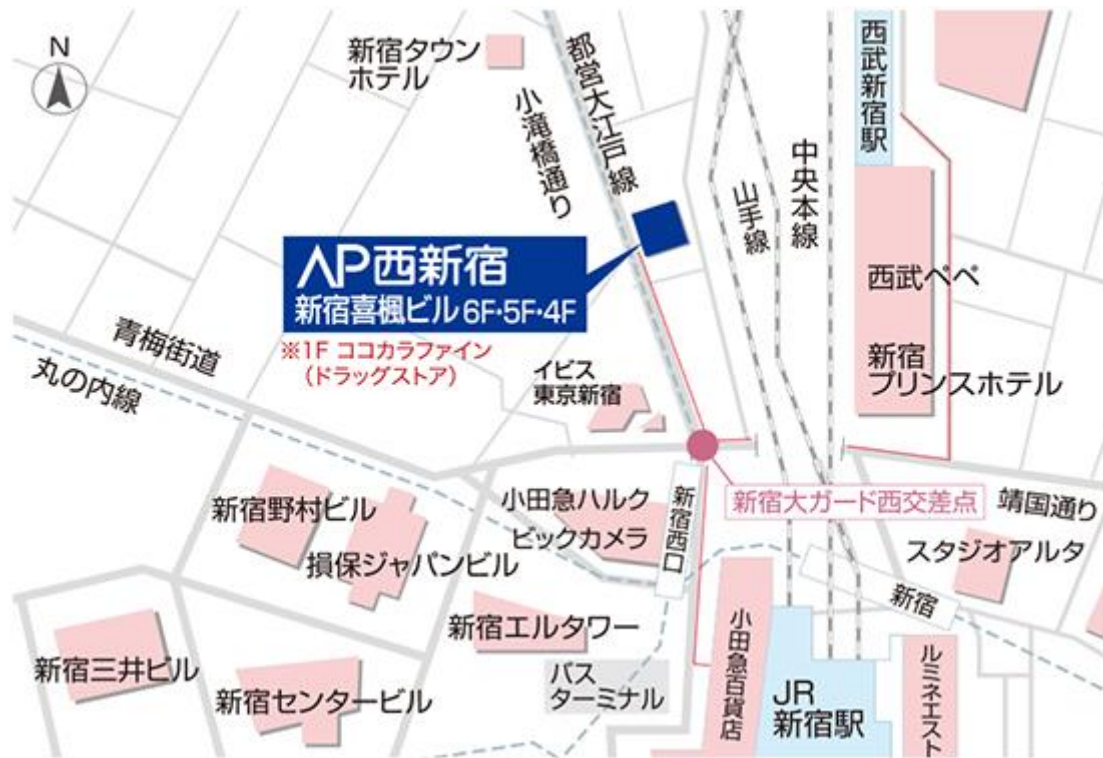 N
新宿タウン
ホテル
都営大江戸線
小滝橋通り
西武新宿駅
中央本線
山手線
AP西新宿
新宿喜楓ビル 6F・5F・4F
※1F ココカラファイン
（ドラッグストア）
西武ペペ
新宿
プリンスホテル
青梅街道
丸の内線
イビス
東京新宿
新宿大ガード西交差点
靖国通り
新宿野村ビル
損保ジャパンビル
小田急ハルク
ビックカメラ
新宿西口
スタジオアルタ
新宿
新宿エルタワー
バス
ターミナル
新宿三井ビル
新宿センタービル
小田急百貨店
JR
新宿駅
ルミネエスト